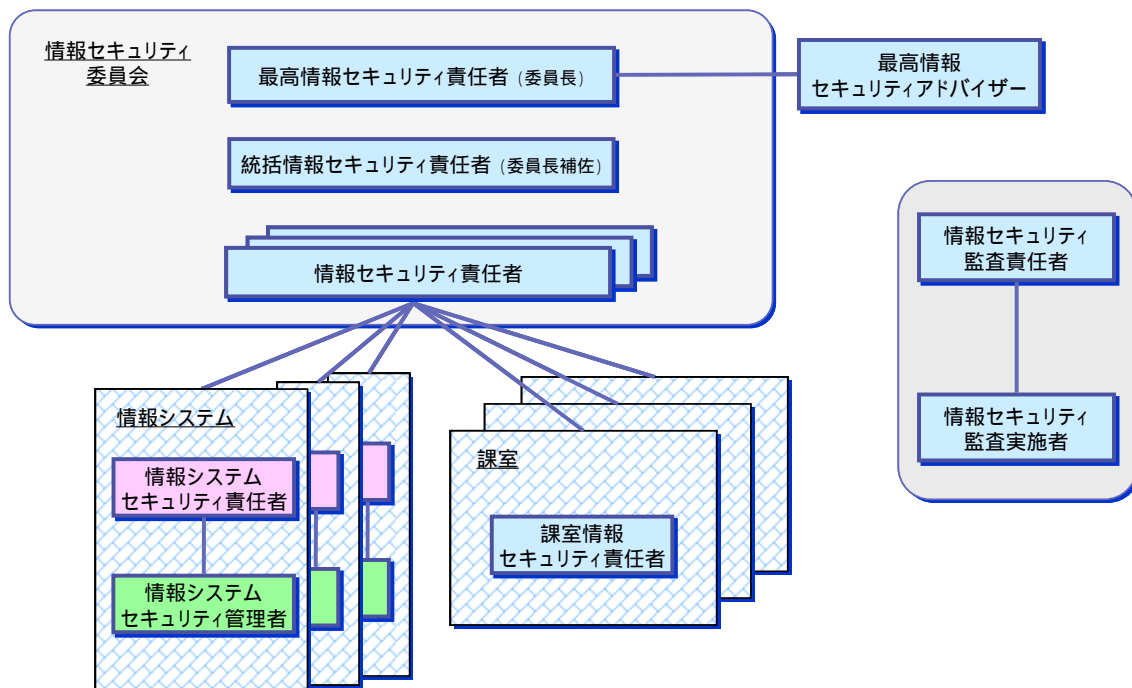 情報セキュリティ
委員会
最高情報セキュリティ責任者（委員長）
最高情報
セキュリティアドバイザー
統括情報セキュリティ責任者（委員長補佐）
情報セキュリティ責任者
情報セキュリティ
監査責任者
情報セキュリティ
監査実施者
情報システム
情報システム
セキュリティ責任者
情報システム
セキュリティ管理者
課室
課室情報
セキュリティ責任者